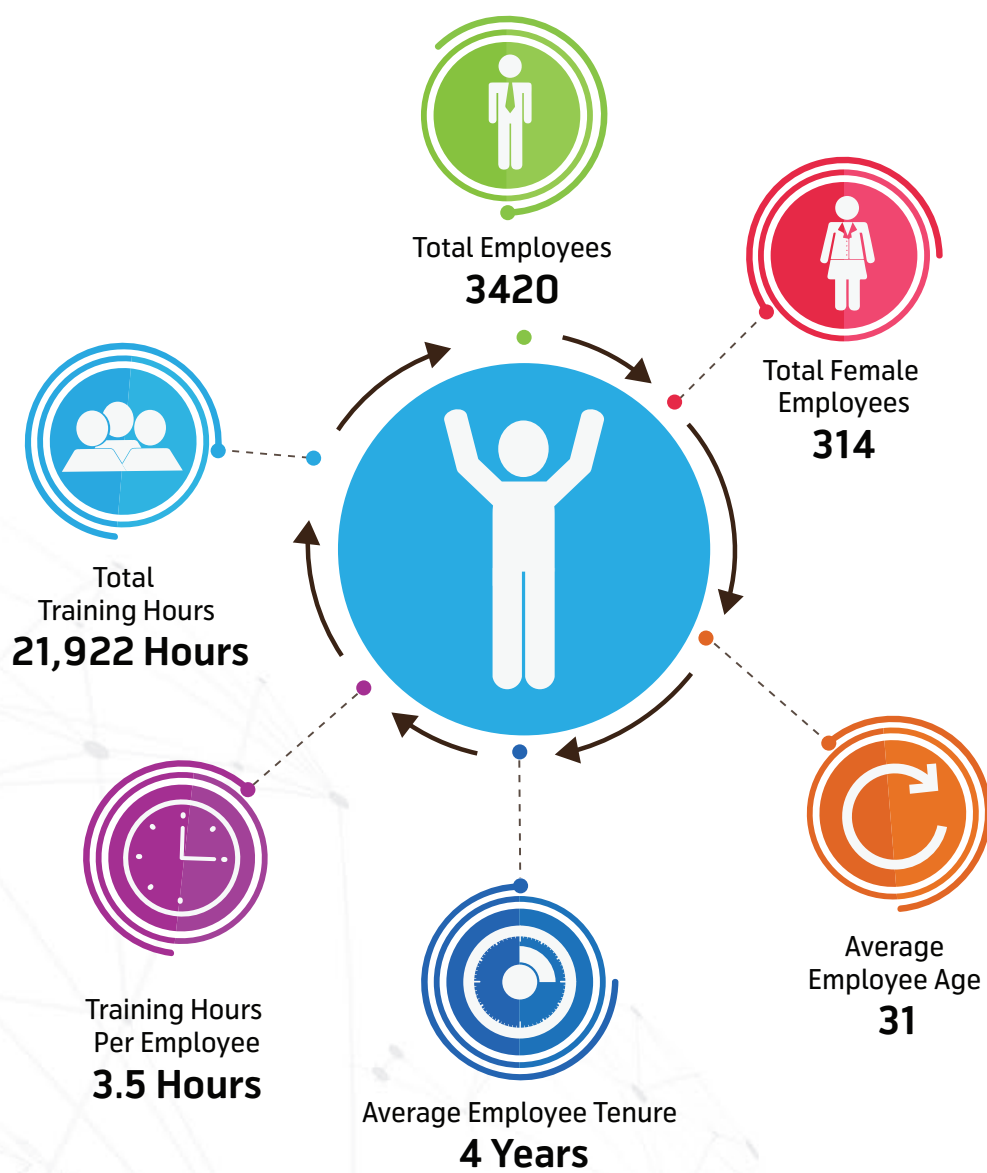 Total Employees
3420
Total Female
Employees
314
Average
Employee Age
31
Average Employee Tenure
4 Years
Training Hours
Per Employee
3.5 Hours
Total
Training Hours
21,922 Hours